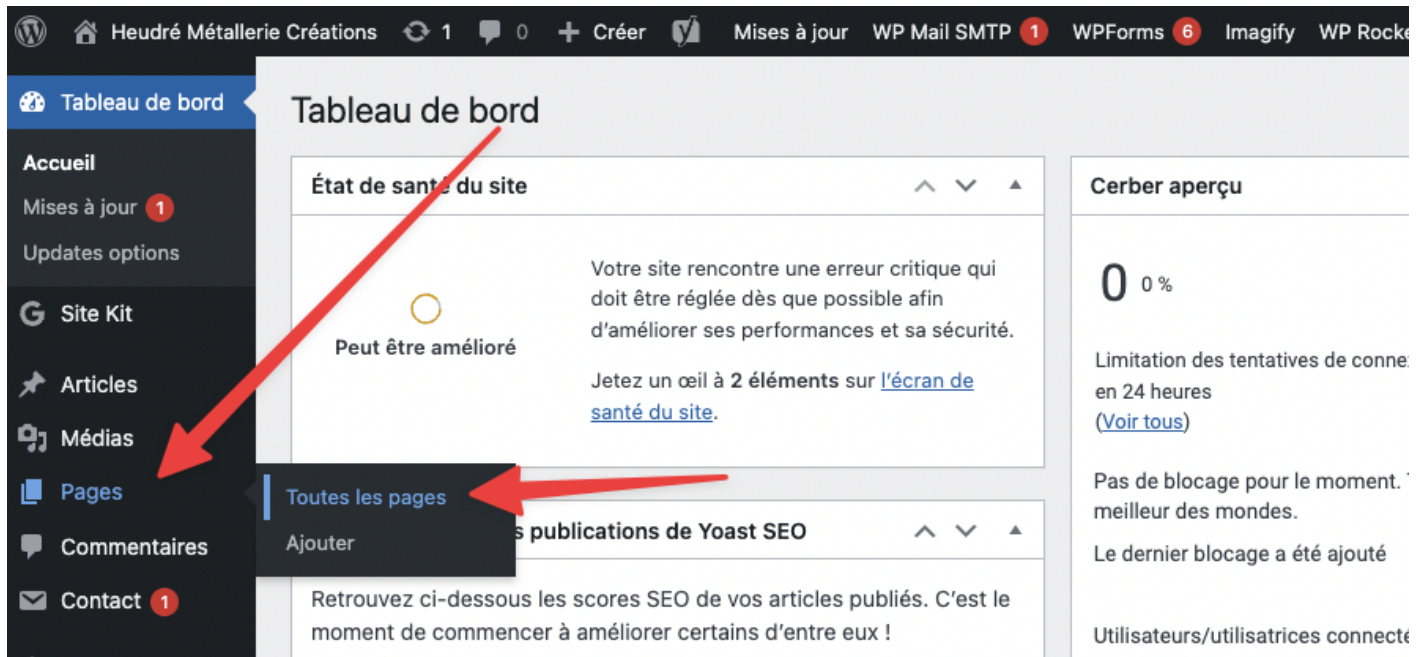 Heudré Métallerie Créations 1 0 + Créer Mises à jour WP Mail SMTP 1 WPForms 6 Imagify WP Rocke
Tableau de bord
Accueil
Mises à jour 1
Updates options
Site Kit
Articles
Médias
Pages
Commentaires
Contact 1
Toutes les pages
Ajouter
Tableau de bord
État de santé du site
Peut être amélioré
Votre site rencontre une erreur critique qui
doit être réglée dès que possible afin
d'améliorer ses performances et sa sécurité.
Jetez un œil à 2 éléments sur l'écran de
santé du site.
s publications de Yoast SEO
Retrouvez ci-dessous les scores SEO de vos articles publiés. C'est le
moment de commencer à améliorer certains d'entre eux !
Cerber aperçu
0 0 %
Limitation des tentatives de conne
en 24 heures
(Voir tous)
Pas de blocage pour le moment.
meilleur des mondes.
Le dernier blocage a été ajouté
Utilisateurs/utilisatrices connecté